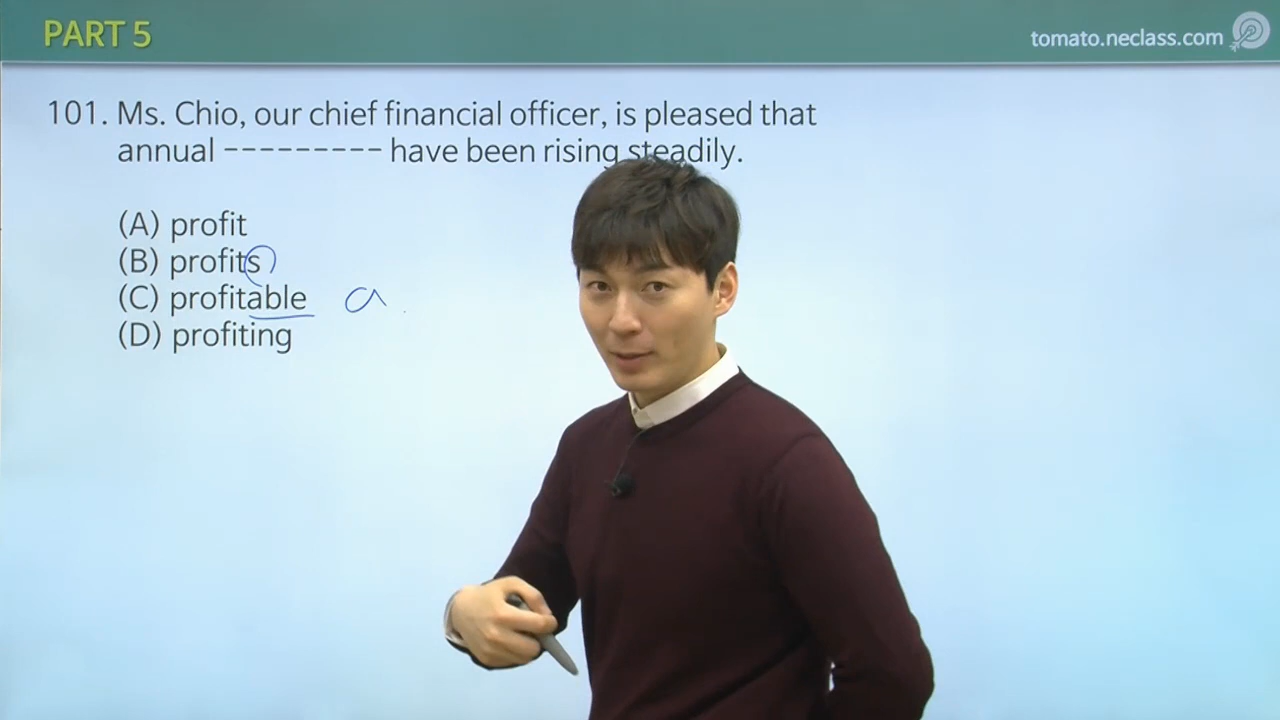 PART 5
tomato.neclass.com
101. Ms. Chio, our chief financial officer, is pleased that
annual --------- have been rising steadily.
(A) profit
(B) profits
(C) profitable a
(D) profiting